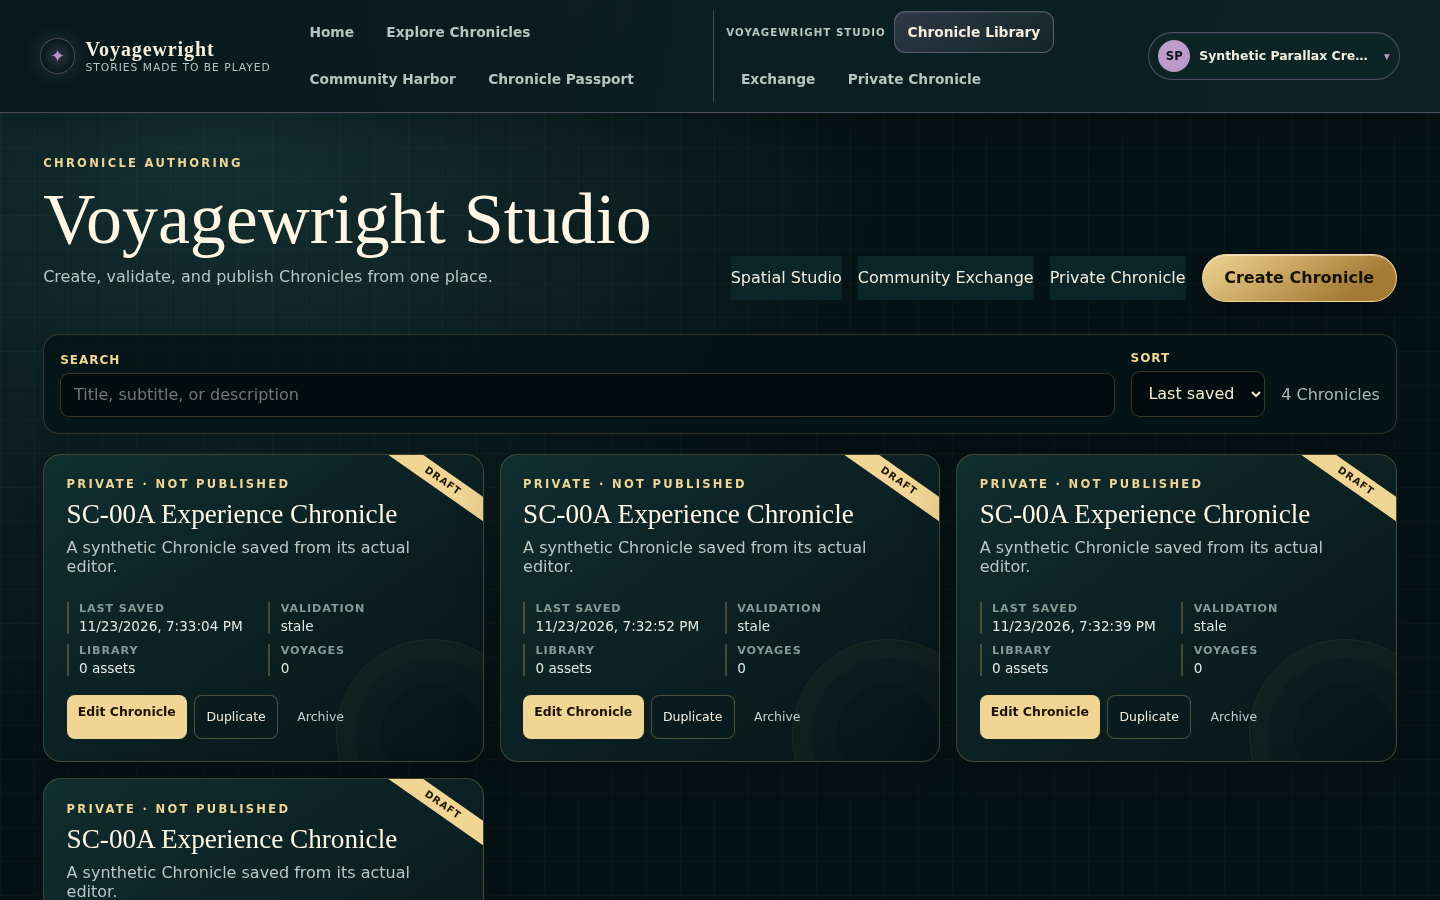 Voyagewright
STORIES MADE TO BE PLAYED
Home
Explore Chronicles
Community Harbor
Chronicle Passport
VOYAGEWRIGHT STUDIO
Chronicle Library
Exchange
Private Chronicle
SP
Synthetic Parallax Cre...
CHRONICLE AUTHORING
Voyagewright Studio
Create, validate, and publish Chronicles from one place.
Spatial Studio
Community Exchange
Private Chronicle
Create Chronicle
SEARCH
Title, subtitle, or description
SORT
Last saved
4 Chronicles
DRAFT
PRIVATE · NOT PUBLISHED
SC-00A Experience Chronicle
A synthetic Chronicle saved from its actual
editor.
LAST SAVED
11/23/2026, 7:33:04 PM
VALIDATION
stale
LIBRARY
0 assets
VOYAGES
0
Edit Chronicle
Duplicate
Archive
DRAFT
PRIVATE · NOT PUBLISHED
SC-00A Experience Chronicle
A synthetic Chronicle saved from its actual
editor.
LAST SAVED
11/23/2026, 7:32:52 PM
VALIDATION
stale
LIBRARY
0 assets
VOYAGES
0
Edit Chronicle
Duplicate
Archive
DRAFT
PRIVATE · NOT PUBLISHED
SC-00A Experience Chronicle
A synthetic Chronicle saved from its actual
editor.
LAST SAVED
11/23/2026, 7:32:39 PM
VALIDATION
stale
LIBRARY
0 assets
VOYAGES
0
Edit Chronicle
Duplicate
Archive
DRAFT
PRIVATE · NOT PUBLISHED
SC-00A Experience Chronicle
A synthetic Chronicle saved from its actual
editor.